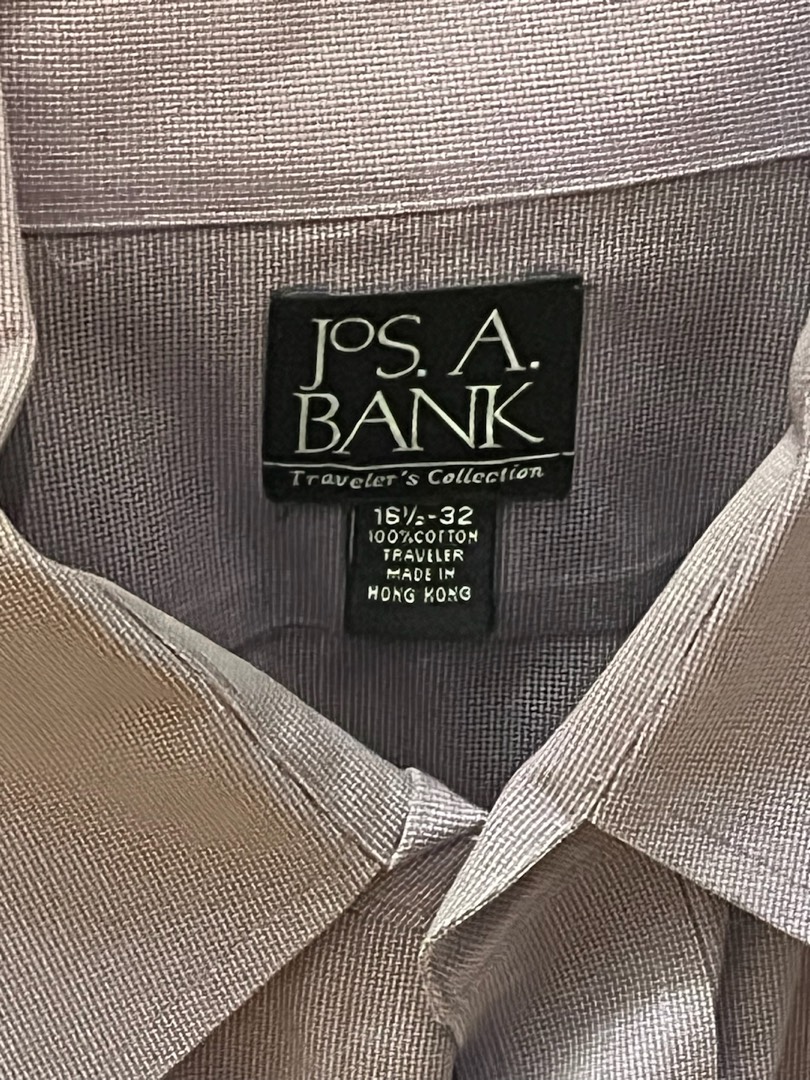 JOS. A.
BANK
Traveler's Collection
16½-32
100% COTTON
TRAVELER
MADE IN
HONG KONG